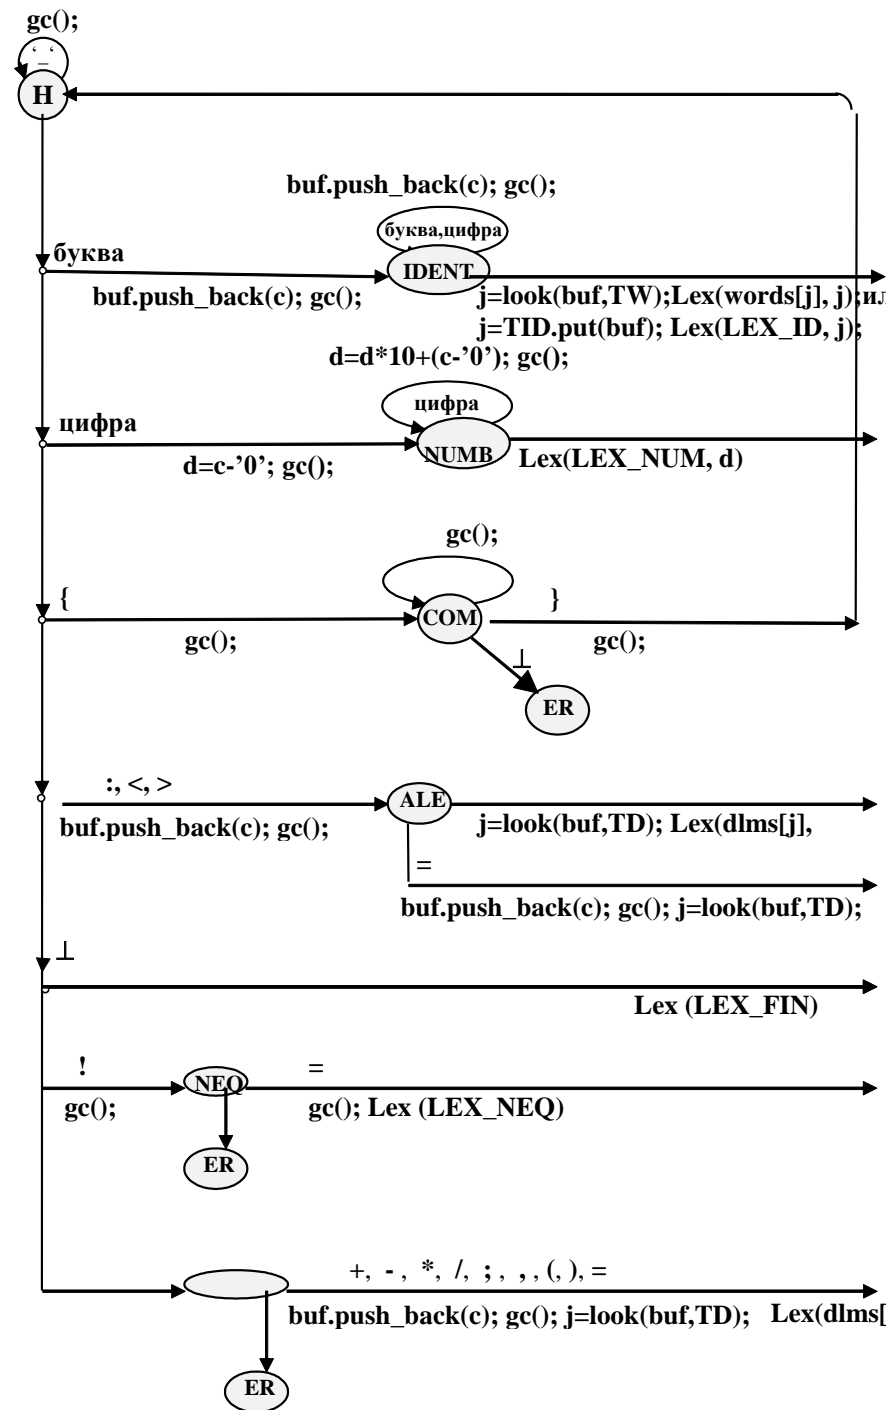 gc();
‘_‘
H
buf.push_back(c); gc();
буква,цифра
буква
IDENT
buf.push_back(c); gc();
j=look(buf,TW);Lex(words[j], j);ил
j=TID.put(buf); Lex(LEX_ID, j);
d=d*10+(c-’0’); gc();
цифра
цифра
NUMB
d=c-’0’; gc();
Lex(LEX_NUM, d)
gc();
{
COM
}
gc();
gc();
⊥
ER
:, <, >
ALE
buf.push_back(c); gc();
j=look(buf,TD); Lex(dlms[j],
=
buf.push_back(c); gc(); j=look(buf,TD);
⊥
Lex (LEX_FIN)
!
NEQ
=
gc();
gc(); Lex (LEX_NEQ)
ER
+, - , *, /, ; , , , (, ), =
buf.push_back(c); gc(); j=look(buf,TD); Lex(dlms[
ER